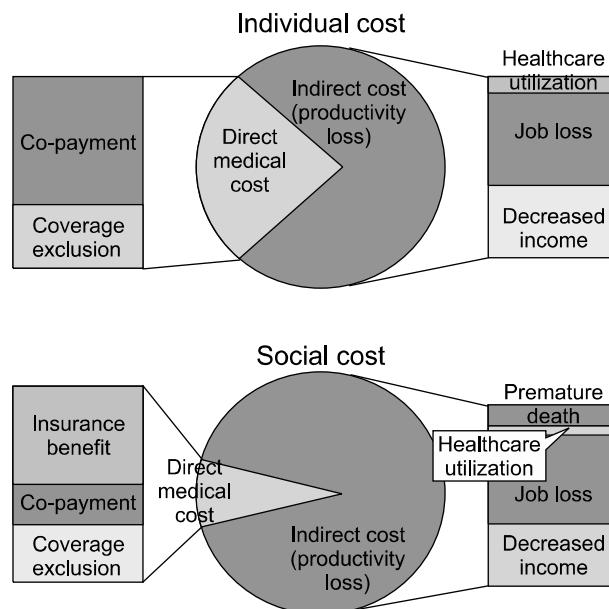 Individual cost
Healthcare
utilization
Co-payment
Coverage
exclusion
Direct
medical
cost
Indirect cost
(productivity
loss)
Job loss
Decreased
income
Social cost
Premature
death
Healthcare
utilization
Insurance
benefit
Co-payment
Coverage
exclusion
Direct
medical
cost
Indirect cost
(productivity
loss)
Job loss
Decreased
income